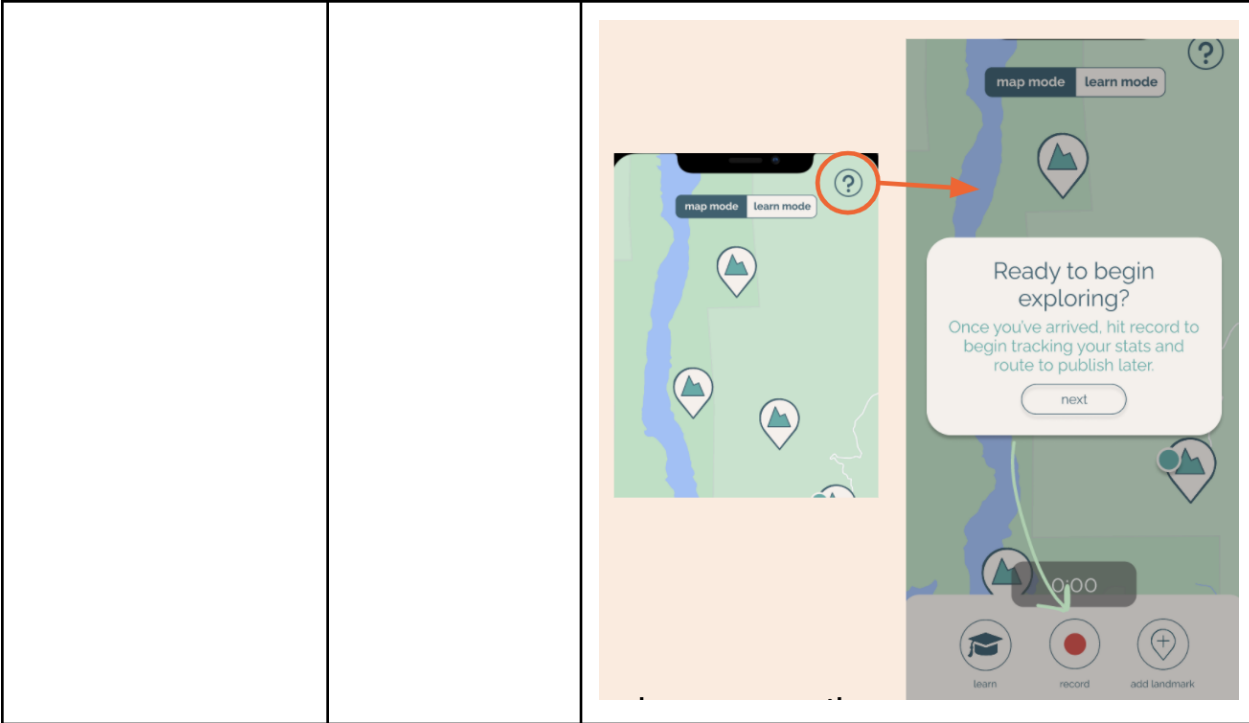 ?
map mode learn mode
?
map mode learn mode
Ready to begin
exploring?
Once you've arrived, hit record to
begin tracking your stats and
route to publish later.
next
0:00
learn record add landmark